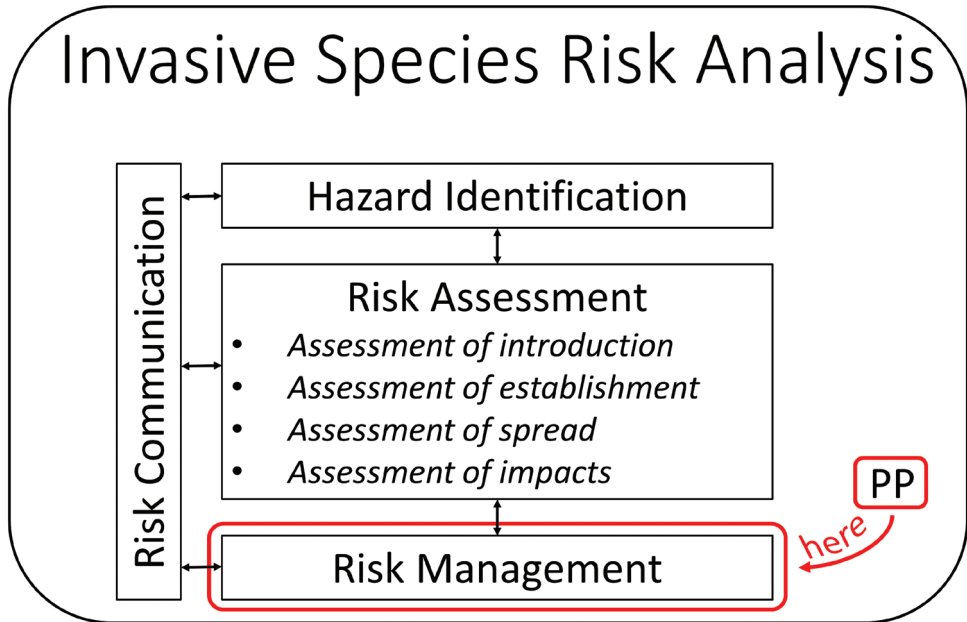 Invasive Species Risk Analysis
Risk Communication
Hazard Identification
Risk Assessment
• Assessment of introduction
• Assessment of establishment
• Assessment of spread
• Assessment of impacts
PP
here
Risk Management